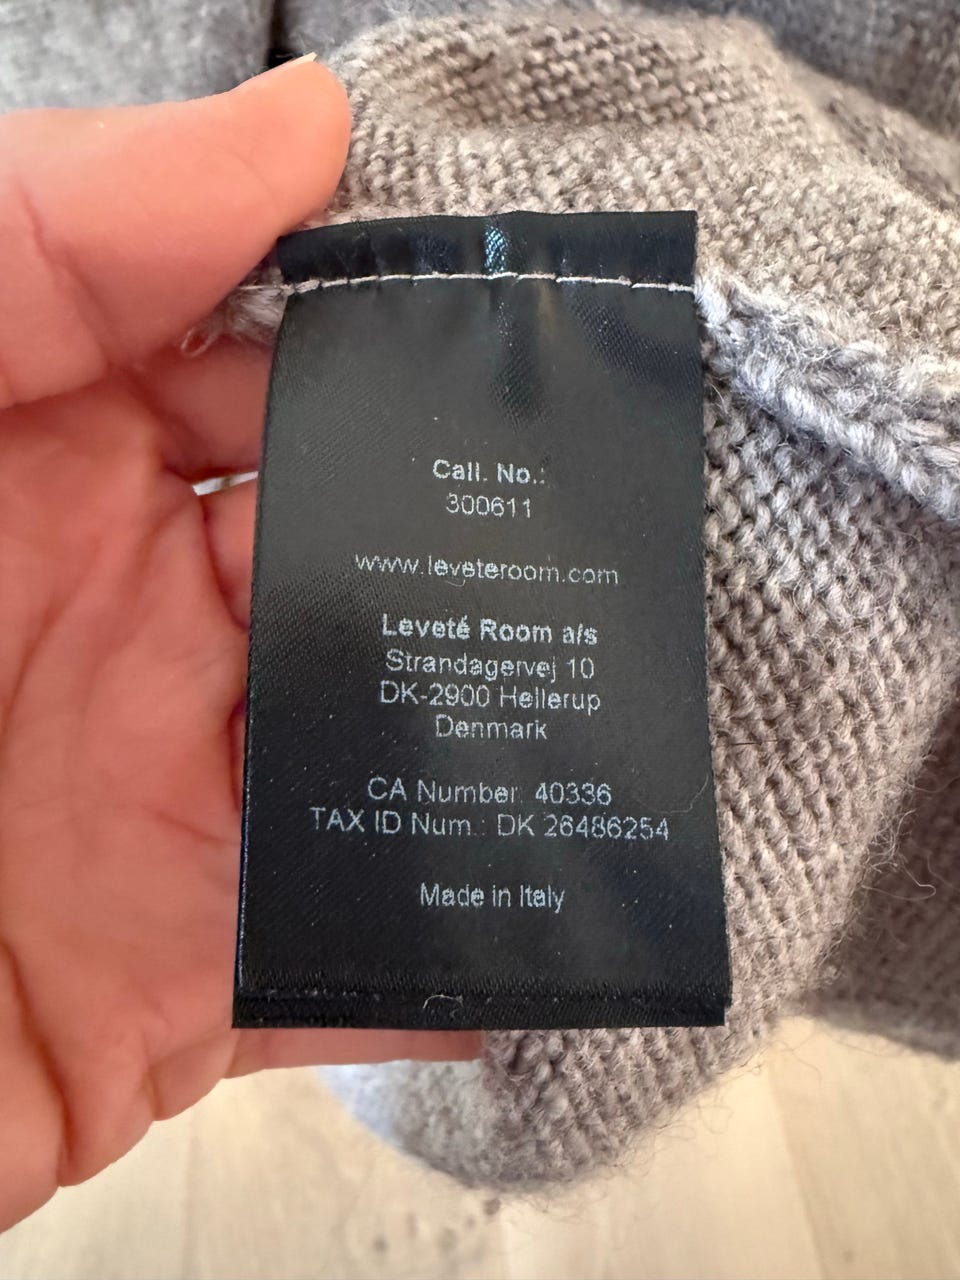 Call. No.:
300611
www.leveteroom.com
Leveté Room a/s
Strandagervej 10
DK-2900 Hellerup
Denmark
CA Number: 40336
TAX ID Num.: DK 26486254
Made in Italy